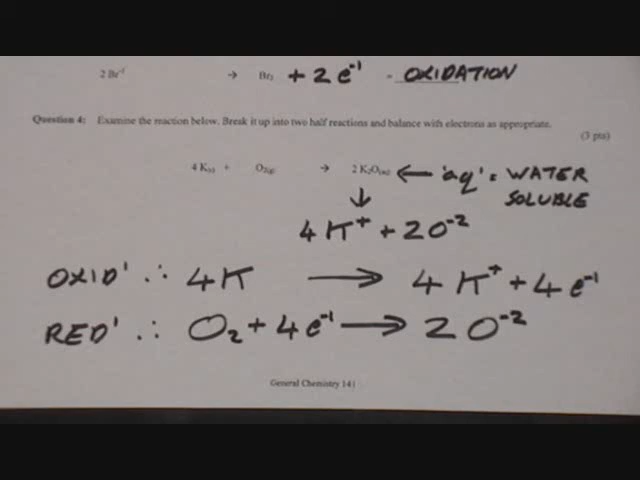 2 Br⁻¹ → Br₂ + 2 e⁻¹ - OXIDATION
Question 4: Examine the reaction below. Break it up into two half reactions and balance with electrons as appropriate.
(3 pts)
4 K(s) + O₂(g) → 2 K₂O(aq) ← 'aq' = WATER
SOLUBLE
↓
4 K⁺ + 2 O⁻²
OXID' ∴ 4K → 4 K⁺ + 4 e⁻¹
RED' ∴ O₂ + 4 e⁻¹ → 2 O⁻²
General Chemistry 141